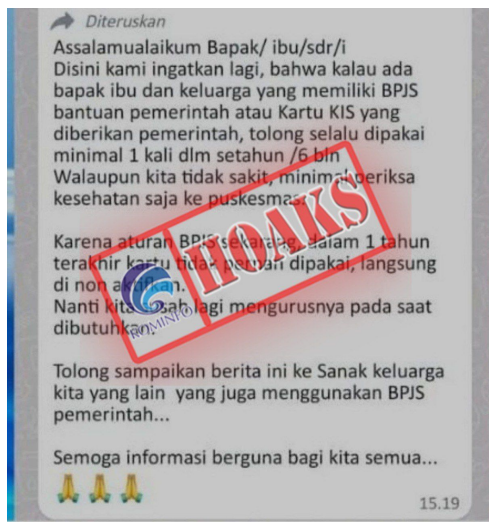 Diteruskan
Assalamualaikum Bapak/ ibu/sdr/i
Disini kami ingatkan lagi, bahwa kalau ada
bapak ibu dan keluarga yang memiliki BPJS
bantuan pemerintah atau Kartu KIS yang
diberikan pemerintah, tolong selalu dipakai
minimal 1 kali dlm setahun /6 bln
Walaupun kita tidak sakit, minimal periksa
kesehatan saja ke puskesmas.
Karena aturan BPJS sekarang, dalam 1 tahun
terakhir kartu tidak pernah dipakai, langsung
di non aktifkan.
Nanti kita susah lagi mengurusnya pada saat
dibutuhkan.
HOAKS
KOMINFO
Tolong sampaikan berita ini ke Sanak keluarga
kita yang lain yang juga menggunakan BPJS
pemerintah...
Semoga informasi berguna bagi kita semua...
🙏 🙏 🙏
15.19